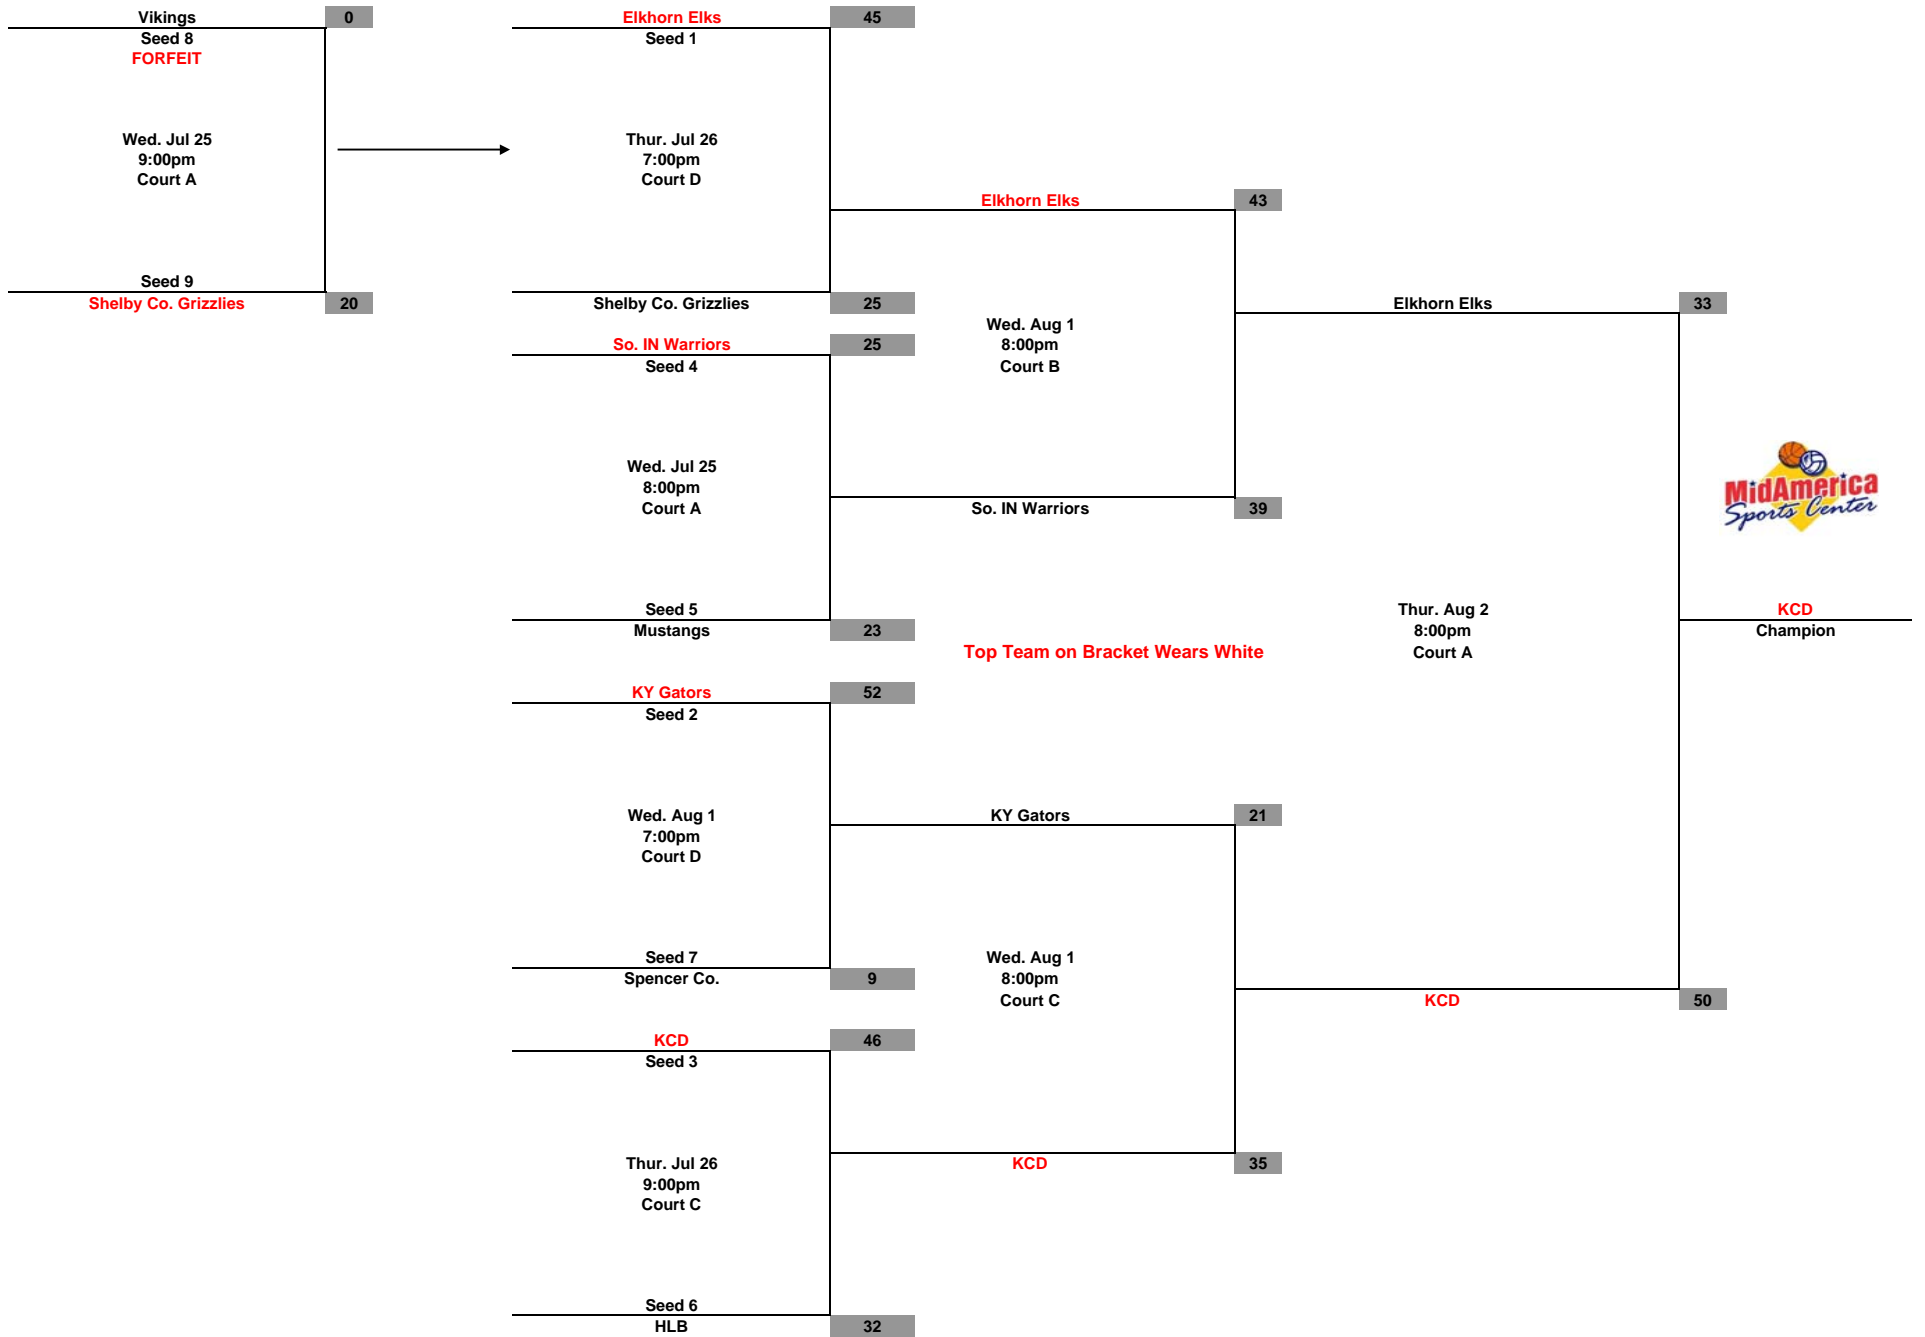 Vikings 0
Seed 8
FORFEIT
Wed. Jul 25
9:00pm
Court A
Seed 9
Shelby Co. Grizzlies 20
Elkhorn Elks 45
Seed 1
Thur. Jul 26
7:00pm
Court D
Shelby Co. Grizzlies 25
So. IN Warriors 25
Seed 4
Wed. Jul 25
8:00pm
Court A
Seed 5
Mustangs 23
KY Gators 52
Seed 2
Wed. Aug 1
7:00pm
Court D
Seed 7
Spencer Co. 9
KCD 46
Seed 3
Thur. Jul 26
9:00pm
Court C
Seed 6
HLB 32
Elkhorn Elks 43
Wed. Aug 1
8:00pm
Court B
So. IN Warriors 39
Top Team on Bracket Wears White
KY Gators 21
Wed. Aug 1
8:00pm
Court C
KCD 35
Elkhorn Elks 33
Thur. Aug 2
8:00pm
Court A
KCD 50
MidAmerica
Sports Center
KCD
Champion